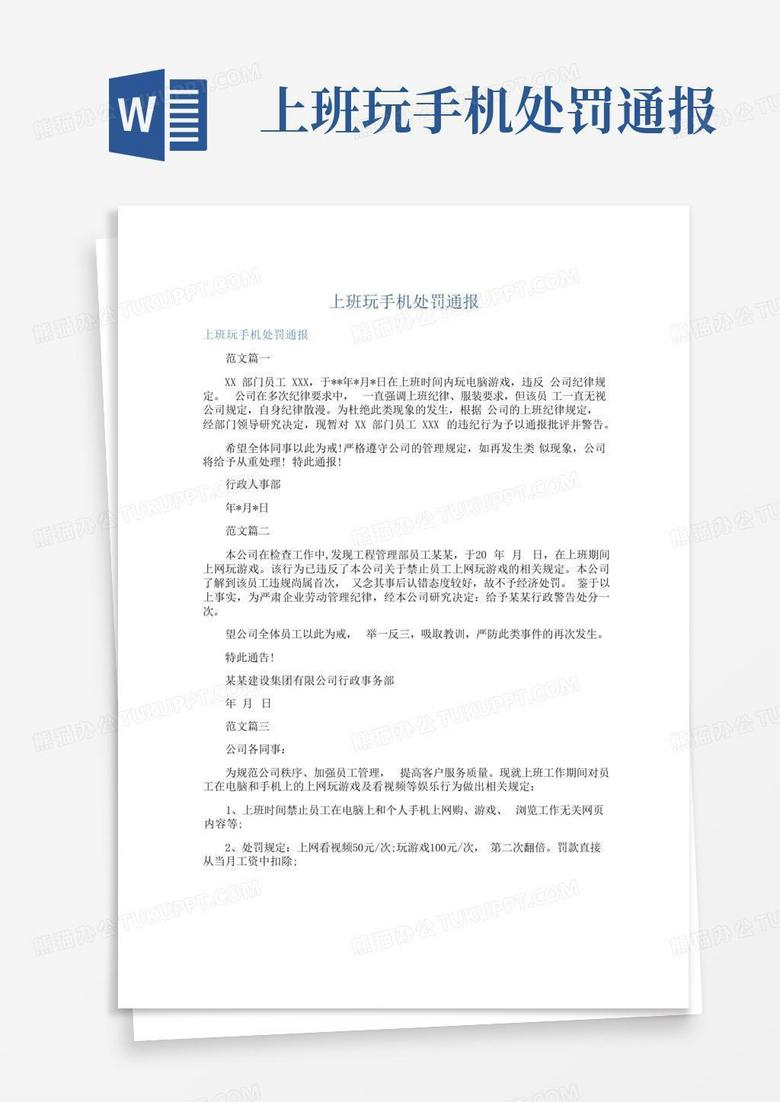 W
上班玩手机处罚通报
上班玩手机处罚通报
上班玩手机处罚通报
范文篇一
XX 部门员工 XXX, 于**年*月*日在上班时间内玩电脑游戏, 违反 公司纪律规
定。 公司在多次纪律要求中, 一直强调上班纪律、服装要求, 但该员 工一直无视
公司规定, 自身纪律散漫。为杜绝此类现象的发生, 根据 公司的上班纪律规定,
经部门领导研究决定, 现暂对 XX 部门员工 XXX 的违纪行为予以通报批评并警告。
希望全体同事以此为戒!严格遵守公司的管理规定, 如再发生类 似现象, 公司
将给予从重处理! 特此通报!
行政人事部
年*月*日
范文篇二
本公司在检查工作中,发现工程管理部员工某某, 于20 年 月 日, 在上班期间
上网玩游戏。该行为已违反了本公司关于禁止员工上网玩游戏的相关规定。本公司
了解到该员工违规尚属首次, 又念其事后认错态度较好, 故不予经济处罚。 鉴于以
上事实, 为严肃企业劳动管理纪律, 经本公司研究决定: 给予某某行政警告处分一
次。
望公司全体员工以此为戒, 举一反三, 吸取教训, 严防此类事件的再次发生。
特此通告!
某某建设集团有限公司行政事务部
年 月 日
范文篇三
公司各同事:
为规范公司秩序、加强员工管理, 提高客户服务质量。现就上班工作期间对员
工在电脑和手机上的上网玩游戏及看视频等娱乐行为做出相关规定:
1、上班时间禁止员工在电脑上和个人手机上网购、游戏、 浏览工作无关网页
内容等;
2、处罚规定: 上网看视频50元/次;玩游戏100元/次, 第二次翻倍。罚款直接
从当月工资中扣除;
熊猫办公 TUKUPPT.COM